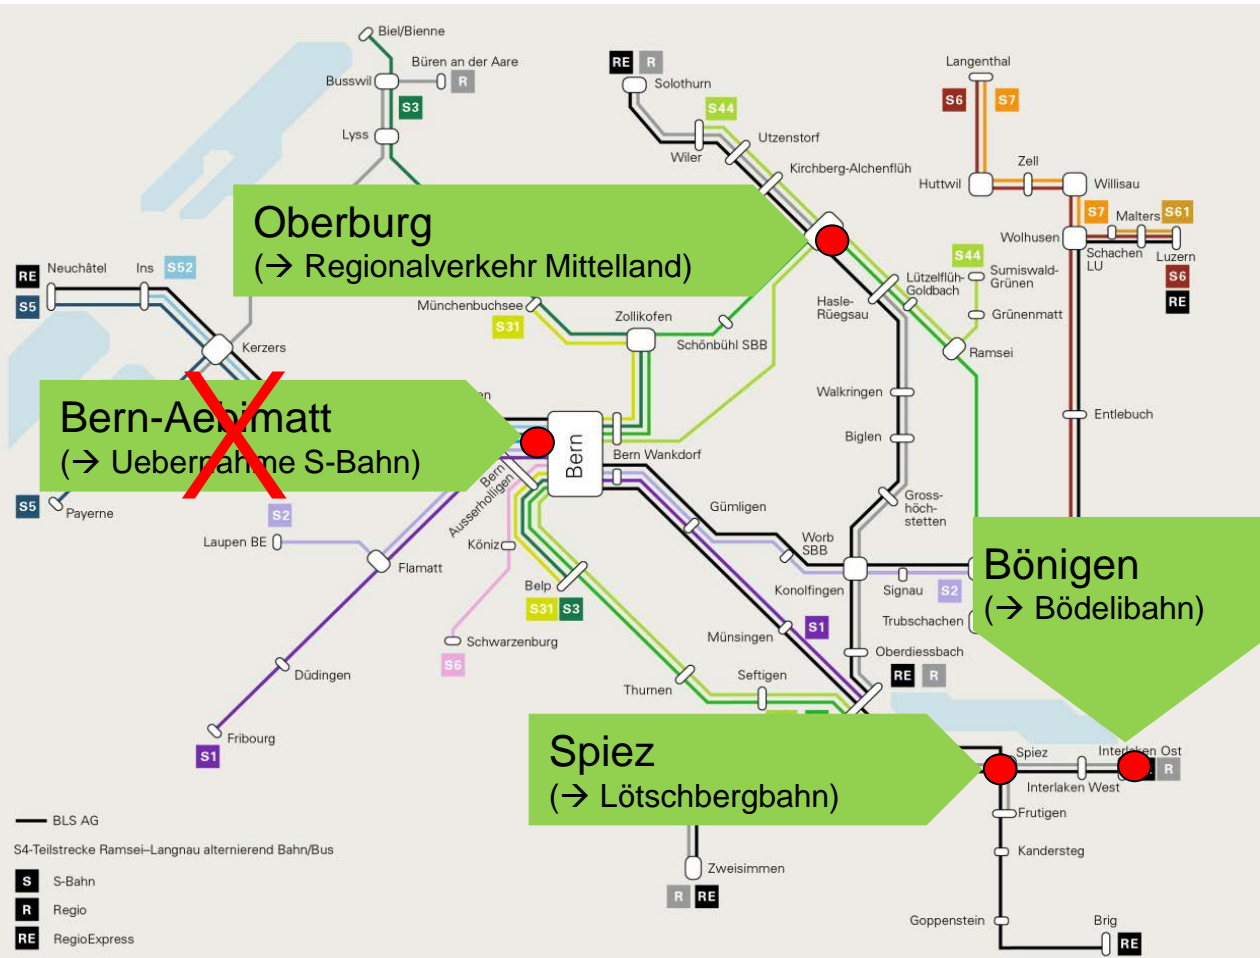 Biel/Bienne
Büren an der Aare
Busswil
R
S3
Lyss
RE
R
Solothurn
S44
Utzenstorf
Wiler
Kirchberg-Alchenflüh
Langenthal
S6
S7
Zell
Huttwil
Willisau
S7
Malters
S61
Wolhusen
Schachen
LU
Luzern
S6
RE
Oberburg
(→ Regionalverkehr Mittelland)
RE
Neuchâtel
Ins
S52
S5
Kerzers
Münchenbuchsee
S31
Zollikofen
Schönbühl SBB
Hasle-
Rüegsau
Lützelflüh-
Goldbach
S44
Sumiswald-
Grünen
Grünenmatt
Ramsei
Walkringen
Biglen
Entlebuch
Bern-Aebimatt
(→ Uebernahme S-Bahn)
en
Bern
Bern Wankdorf
Bern
Ausserholligen
S5
Payerne
S2
Laupen BE
Flamatt
Köniz
Gümligen
Gross-
höch-
stetten
Worb
SBB
Belp
S31
S3
Konolfingen
Signau
S2
Trubschachen
Bönigen
(→ Bödelibahn)
Schwarzenburg
S6
Münsingen
S1
Oberdiessbach
RE
R
Düdingen
Thurnen
Seftigen
Fribourg
S1
Spiez
(→ Lötschbergbahn)
Spiez
Interlaken Ost
R
Interlaken West
Frutigen
Kandersteg
Zweisimmen
R
RE
Goppenstein
Brig
RE
BLS AG
S4-Teilstrecke Ramsei–Langnau alternierend Bahn/Bus
S
S-Bahn
R
Regio
RE
RegioExpress